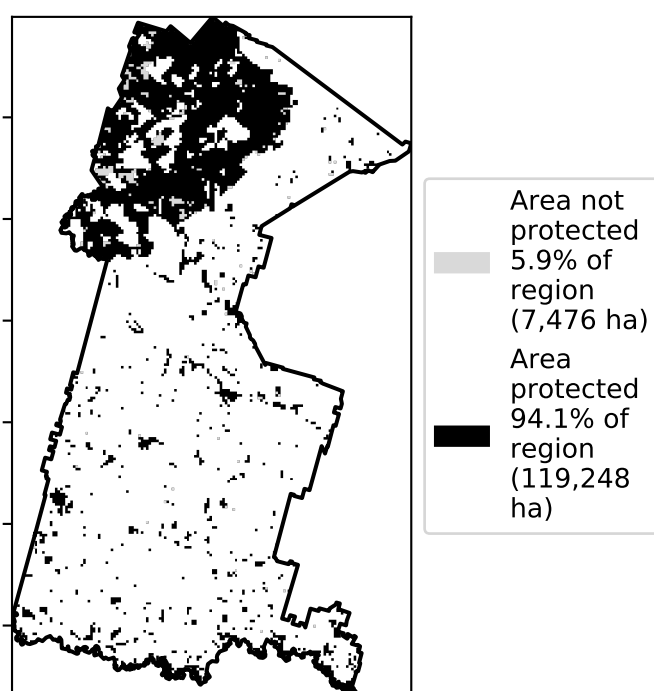 Area not
protected
5.9% of
region
(7,476 ha)
Area
protected
94.1% of
region
(119,248
ha)